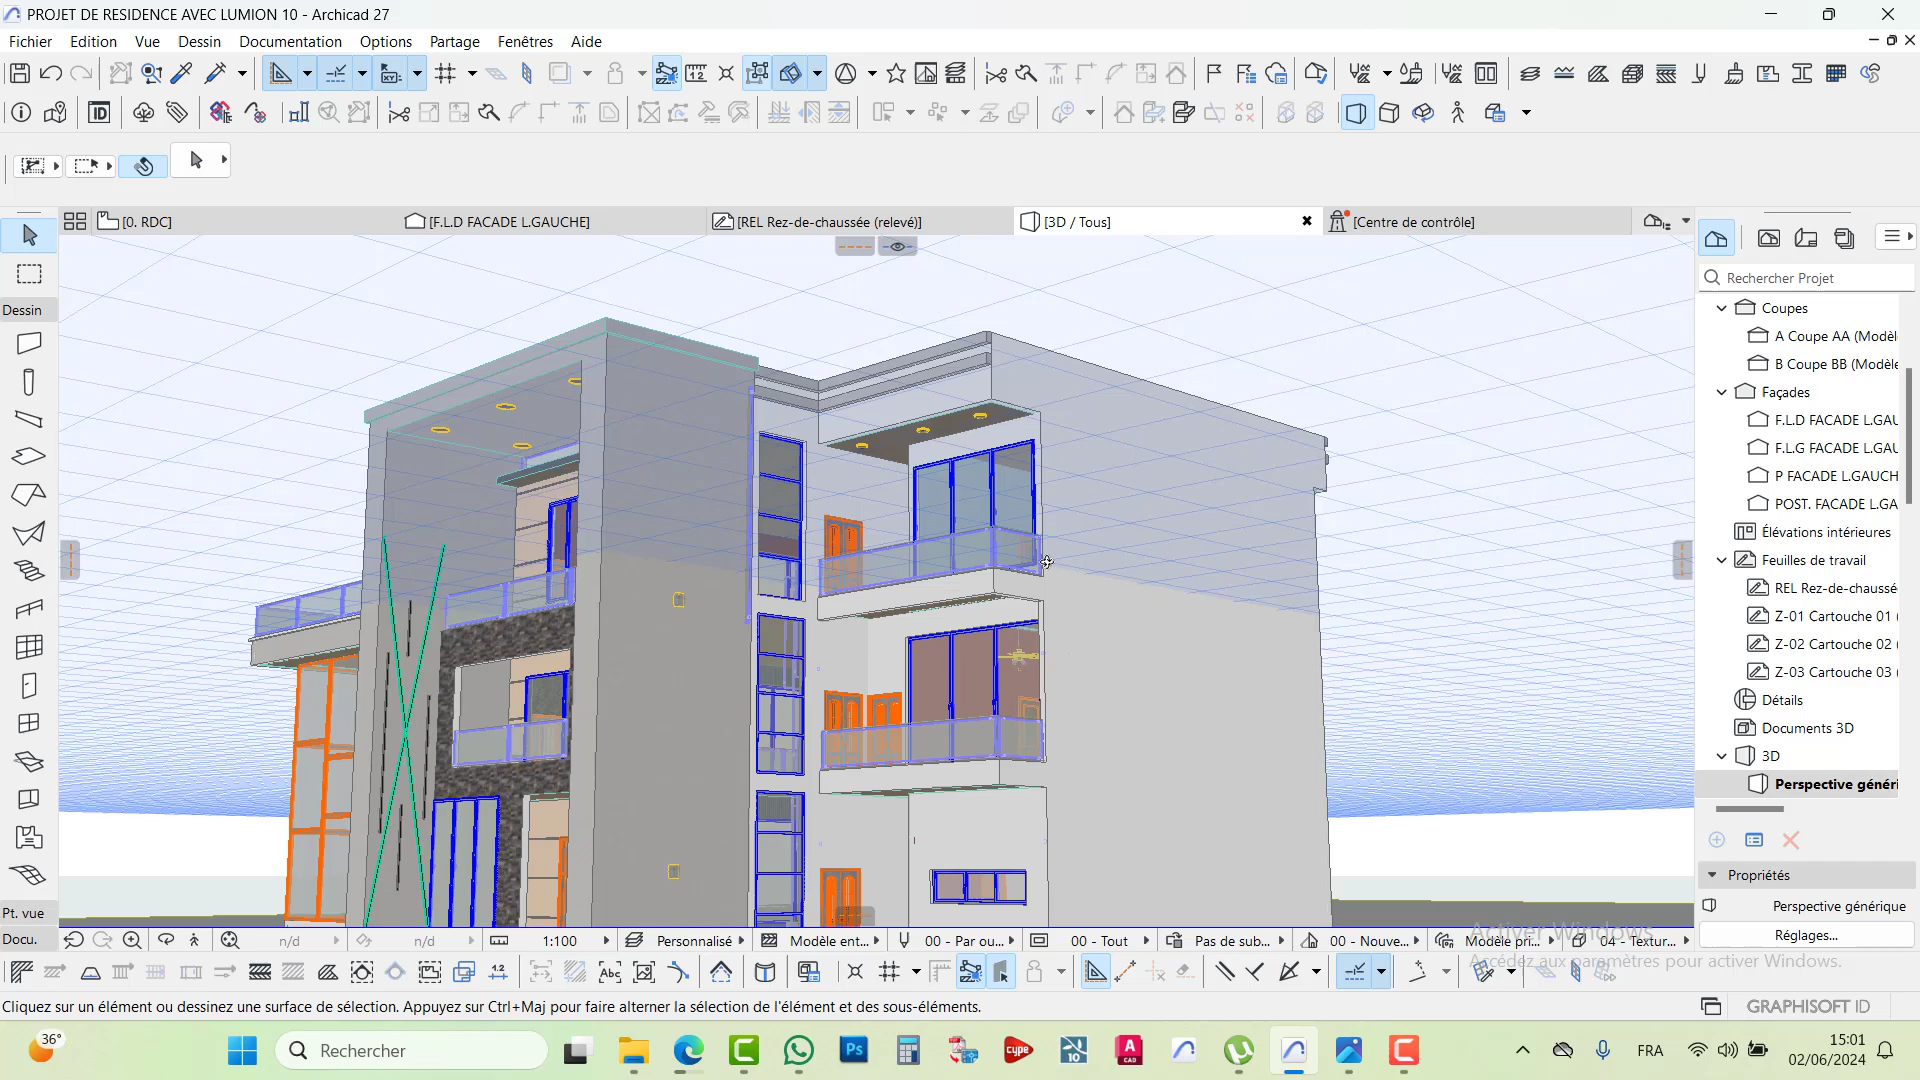 PROJET DE RESIDENCE AVEC LUMION 10 - Archicad 27
Fichier Edition Vue Dessin Documentation Options Partage Fenêtres Aide
[0. RDC] [F.L.D FACADE L.GAUCHE] [REL Rez-de-chaussée (relevé)] [3D / Tous] [Centre de contrôle]
Rechercher Projet
Dessin
Coupes
A Coupe AA (Modèl
B Coupe BB (Modèle
Façades
F.L.D FACADE L.GAU
F.L.G FACADE L.GAU
P FACADE L.GAUCH
POST. FACADE L.GA
Élévations intérieures
Feuilles de travail
REL Rez-de-chaussé
Z-01 Cartouche 01 (
Z-02 Cartouche 02 (
Z-03 Cartouche 03 (
Détails
Documents 3D
3D
Perspective généri
Propriétés
Perspective générique
Réglages...
Pt. vue
Docu.
n/d n/d 1:100 Personnalisé Modèle ent... 00 - Par ou... 00 - Tout Pas de sub... 00 - Nouve... Modèle pri... 04 - Textur...
Activer Windows
Accédez aux paramètres pour activer Windows.
Cliquez sur un élément ou dessinez une surface de sélection. Appuyez sur Ctrl+Maj pour faire alterner la sélection de l'élément et des sous-éléments.
GRAPHISOFT ID
36°
Rechercher
FRA
15:01
02/06/2024